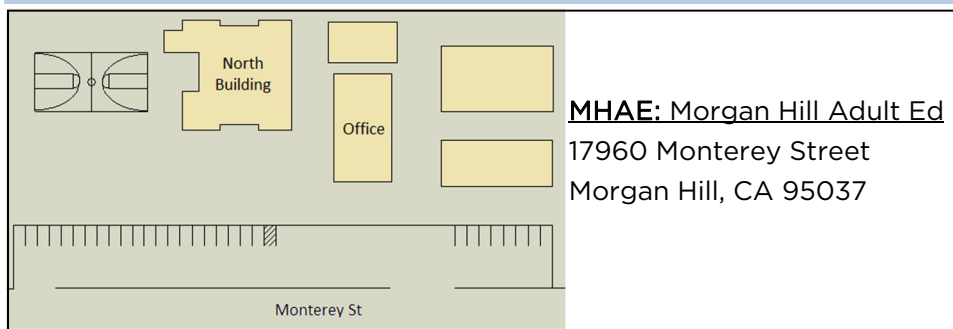 North
Building
Office
Monterey St
MHAE: Morgan Hill Adult Ed
17960 Monterey Street
Morgan Hill, CA 95037